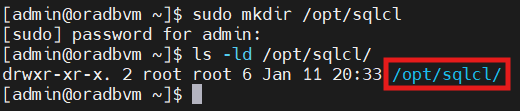 [admin@oradbvm ~]$ sudo mkdir /opt/sqlcl
[sudo] password for admin:
[admin@oradbvm ~]$ ls -ld /opt/sqlcl/
drwxr-xr-x. 2 root root 6 Jan 11 20:33 /opt/sqlcl/
[admin@oradbvm ~]$